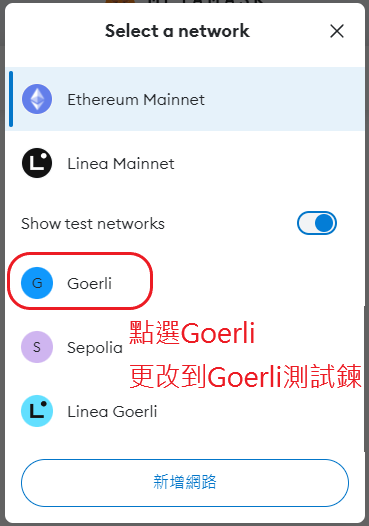 METAMASK
Select a network
Ethereum Mainnet
Linea Mainnet
Show test networks
G Goerli
S Sepolia
點選Goerli
更改到Goerli測試鍊
Linea Goerli
新增網路